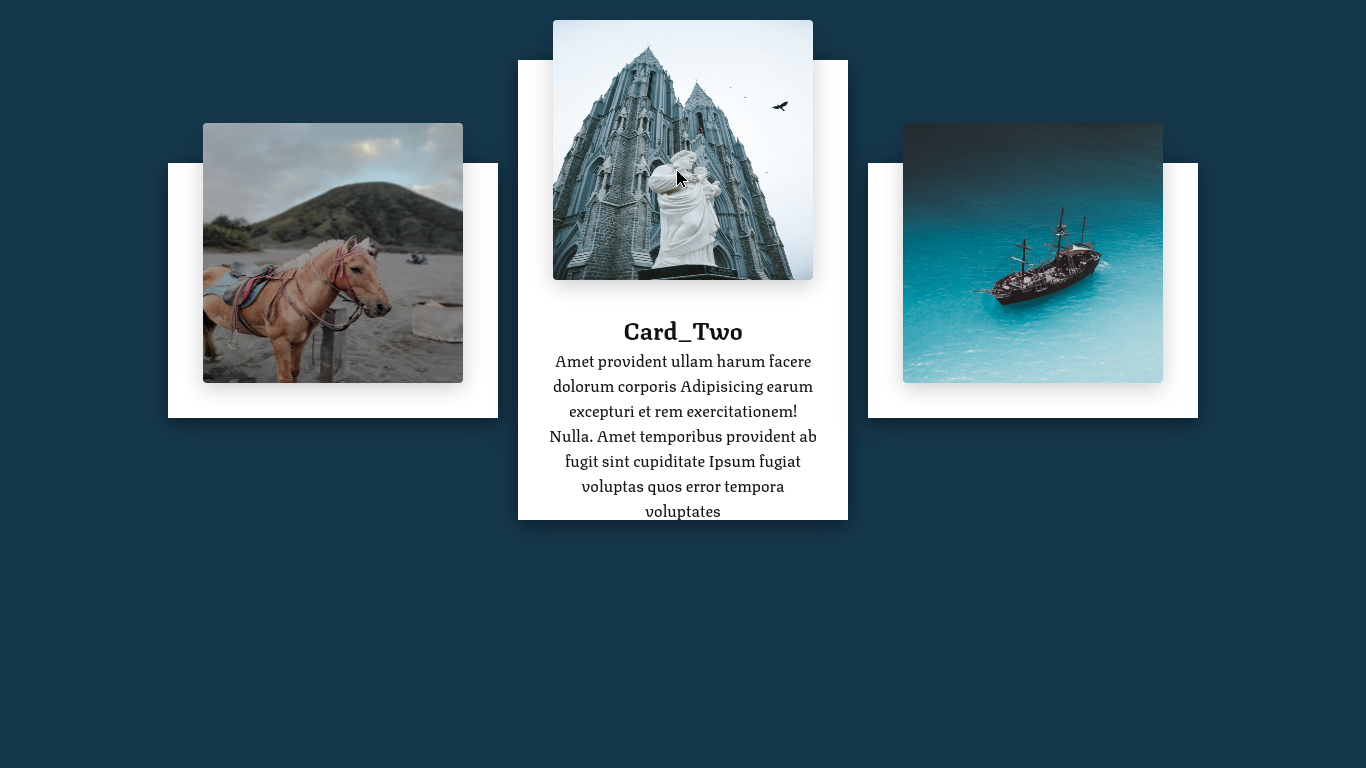 Card_Two
Amet provident ullam harum facere
dolorum corporis Adipisicing earum
excepturi et rem exercitationem!
Nulla. Amet temporibus provident ab
fugit sint cupiditate Ipsum fugiat
voluptas quos error tempora
voluptates